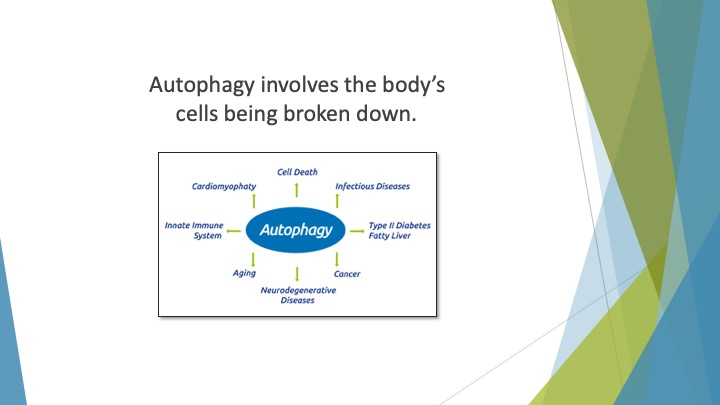 Autophagy involves the body’s
cells being broken down.
Cell Death
Cardiomyophaty
Infectious Diseases
Innate Immune
System
Autophagy
Type II Diabetes
Fatty Liver
Aging
Cancer
Neurodegenerative
Diseases